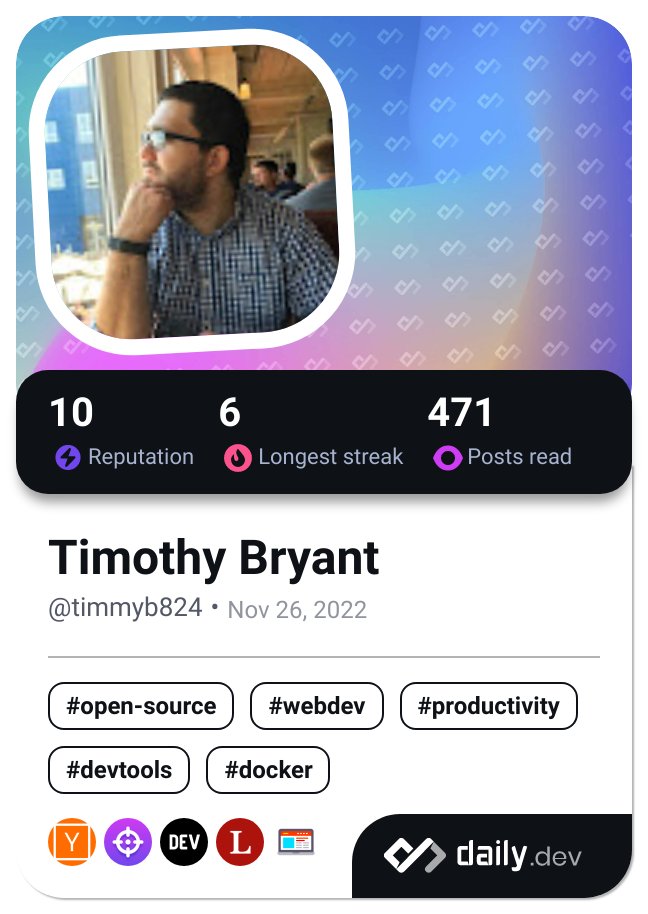 10 6 471
Reputation Longest streak Posts read
Timothy Bryant
@timmyb824 • Nov 26, 2022
#open-source #webdev #productivity
#devtools #docker
Y DEV L
daily.dev